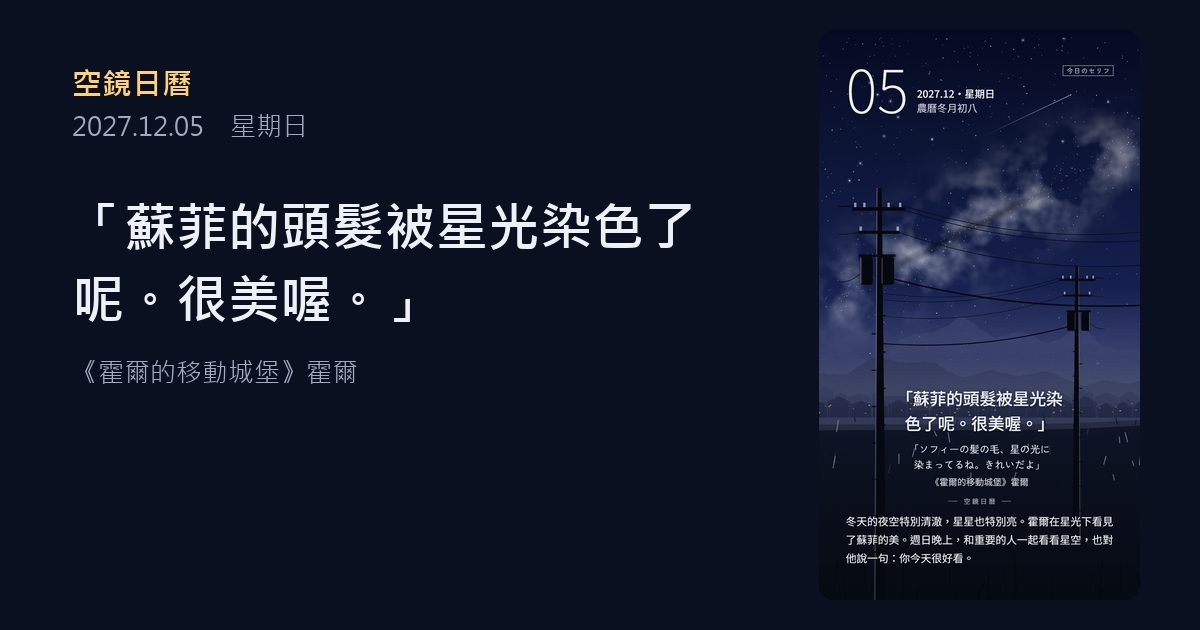 空鏡日曆
2027.12.05 星期日
「蘇菲的頭髮被星光染色了
呢。很美喔。」
《霍爾的移動城堡》霍爾
今日のセリフ
05
2027.12・星期日
農曆冬月初八
「蘇菲的頭髮被星光染
色了呢。很美喔。」
「ソフィーの髪の毛、星の光に
染まってるね。きれいだよ」
《霍爾的移動城堡》霍爾
— 空鏡日曆 —
冬天的夜空特別清澈，星星也特別亮。霍爾在星光下看見
了蘇菲的美。週日晚上，和重要的人一起看看星空，也對
他說一句：你今天很好看。